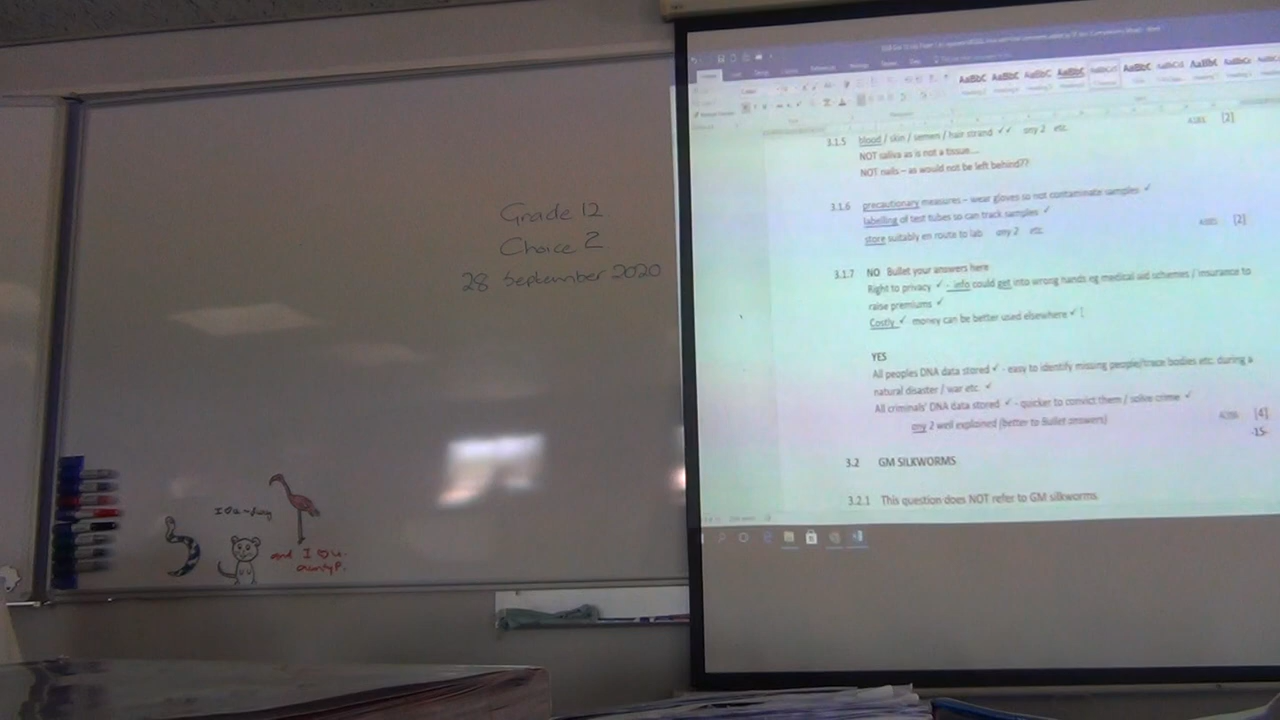 Grade 12
Choice 2
28 September 2020
and I
AaBbC AaBbC AaBbC AaBbC
3.1.5 blood / skin / semen / hair strand ✓✓ any 2 etc. [2]
NOT saliva as is not a tissue....
NOT nails – as would not be left behind??
3.1.6 precautionary measures – wear gloves so not contaminate samples ✓
labelling of test tubes so can track samples ✓
store suitably en route to lab any 2 etc [2]
3.1.7 NO Bullet your answers here
Right to privacy ✓ - info could get into wrong hands eg medical aid schemes / insurance to
raise premiums ✓
Costly ✓ money can be better used elsewhere ✓
YES
All peoples DNA data stored ✓ - easy to identify missing people/trace bodies etc. during a
natural disaster / war etc ✓
All criminals' DNA data stored ✓ - quicker to convict them / solve crime ✓
any 2 well explained (better to Bullet answers) [4]
-15-
3.2 GM SILKWORMS
3.2.1 This question does NOT refer to GM silkworms